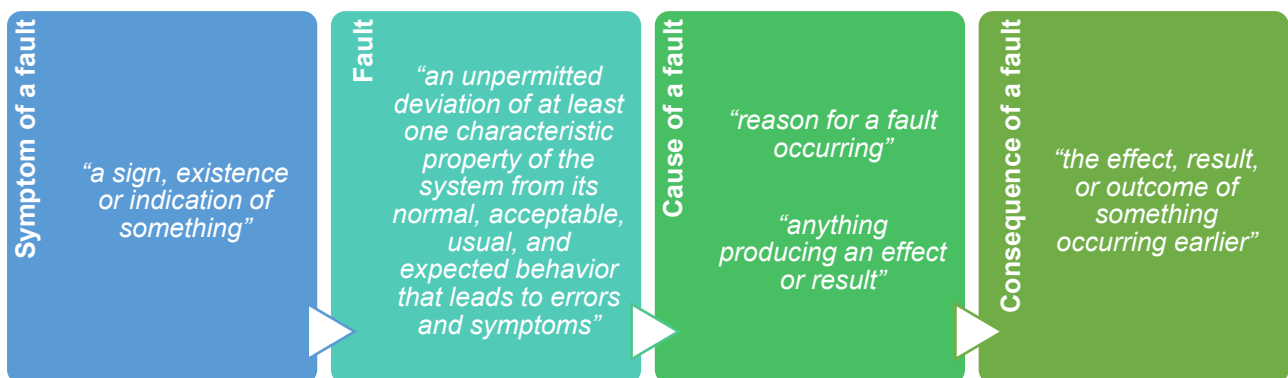 Symptom of a fault
“a sign, existence
or indication of
something”
Fault
“an unpermitted
deviation of at least
one characteristic
property of the
system from its
normal, acceptable,
usual, and
expected behavior
that leads to errors
and symptoms”
Cause of a fault
“reason for a fault
occurring”
“anything
producing an effect
or result”
Consequence of a fault
“the effect, result,
or outcome of
something
occurring earlier”